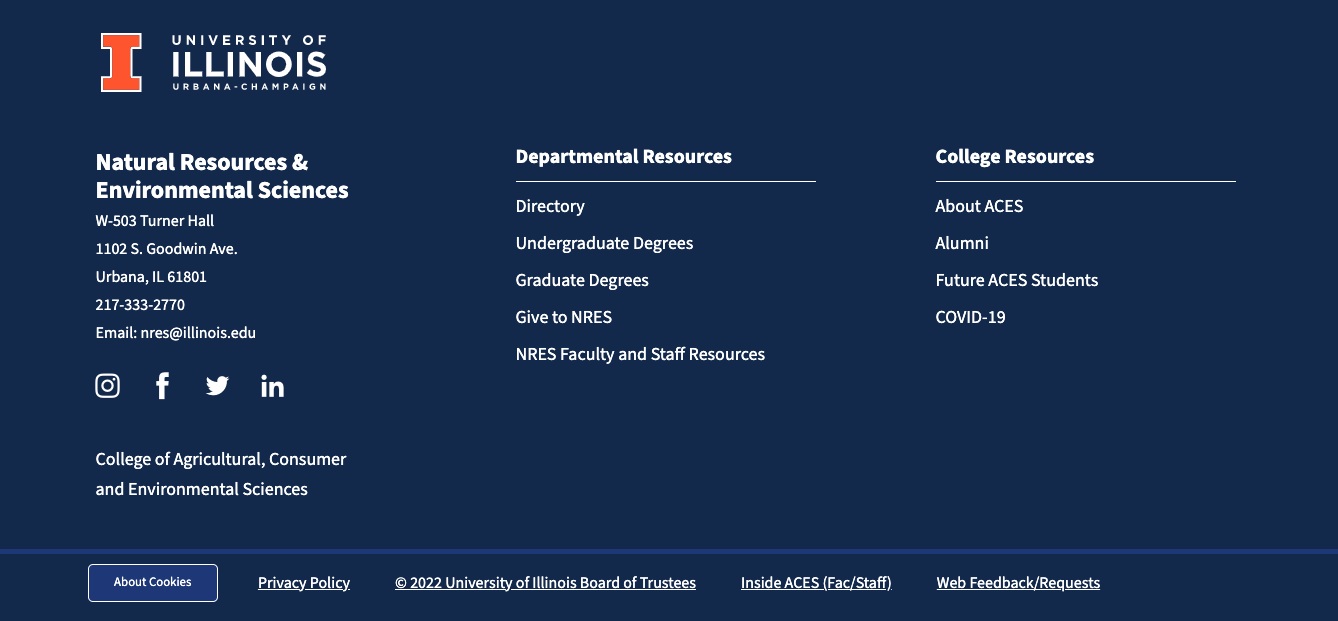 UNIVERSITY OF
ILLINOIS
URBANA-CHAMPAIGN
Natural Resources &
Environmental Sciences
W-503 Turner Hall
1102 S. Goodwin Ave.
Urbana, IL 61801
217-333-2770
Email: nres@illinois.edu
College of Agricultural, Consumer
and Environmental Sciences
Departmental Resources
Directory
Undergraduate Degrees
Graduate Degrees
Give to NRES
NRES Faculty and Staff Resources
College Resources
About ACES
Alumni
Future ACES Students
COVID-19
About Cookies
Privacy Policy
© 2022 University of Illinois Board of Trustees
Inside ACES (Fac/Staff)
Web Feedback/Requests